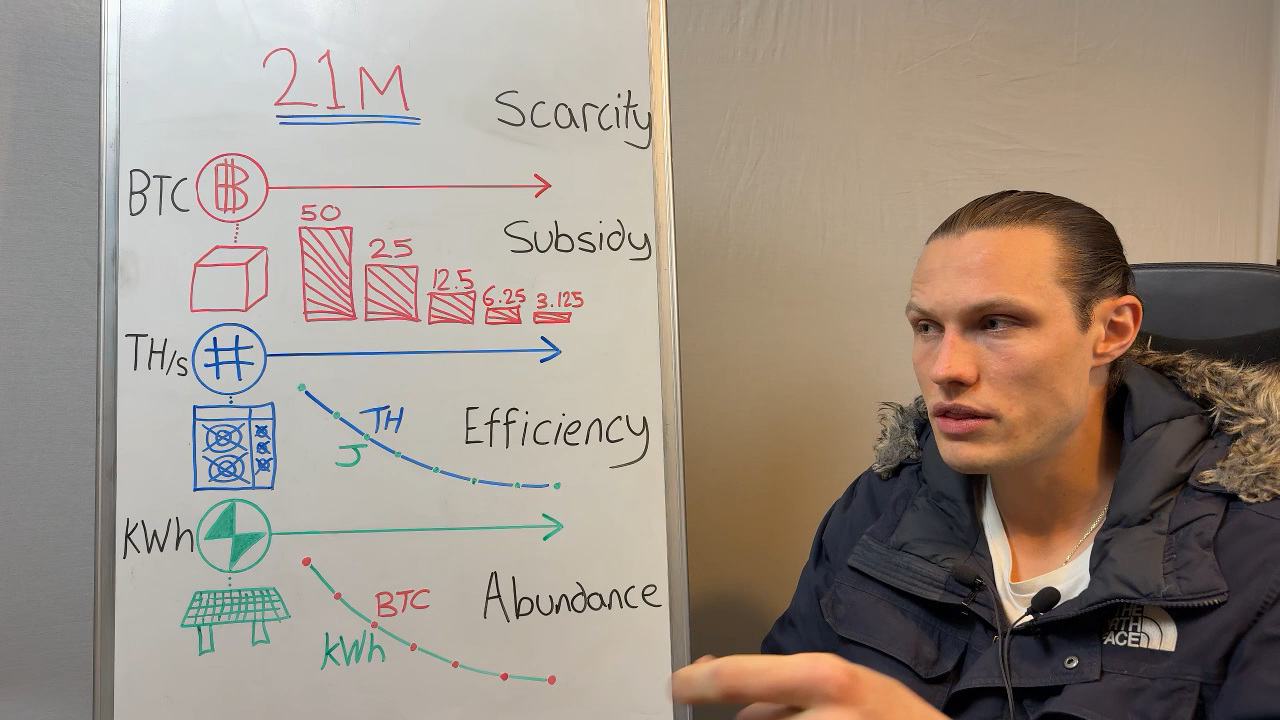 21M
Scarcity
BTC
50
25
12.5
6.25
3.125
Subsidy
TH/s
#
TH
J
Efficiency
KWh
BTC
KWh
Abundance
THE
NORTH
FACE